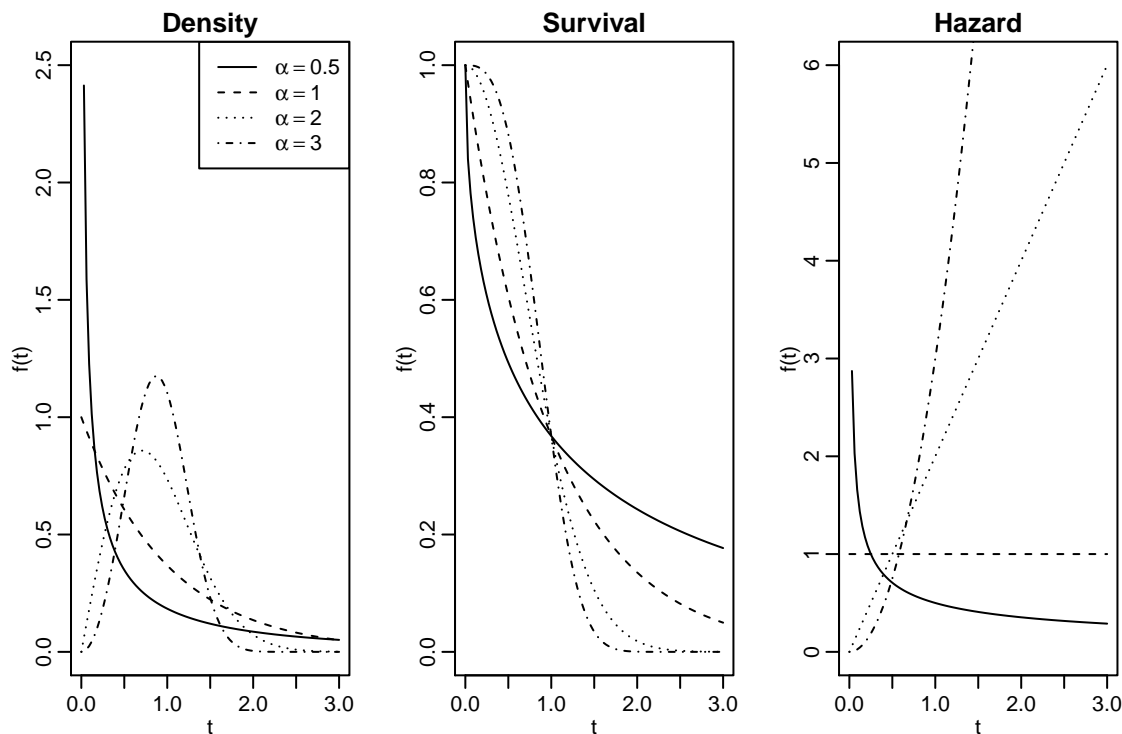 Density
f(t)
2.5
2.0
1.5
1.0
0.5
0.0
α = 0.5
α = 1
α = 2
α = 3
0.0 1.0 2.0 3.0
t
Survival
f(t)
1.0
0.8
0.6
0.4
0.2
0.0
0.0 1.0 2.0 3.0
t
Hazard
f(t)
6
5
4
3
2
1
0
0.0 1.0 2.0 3.0
t